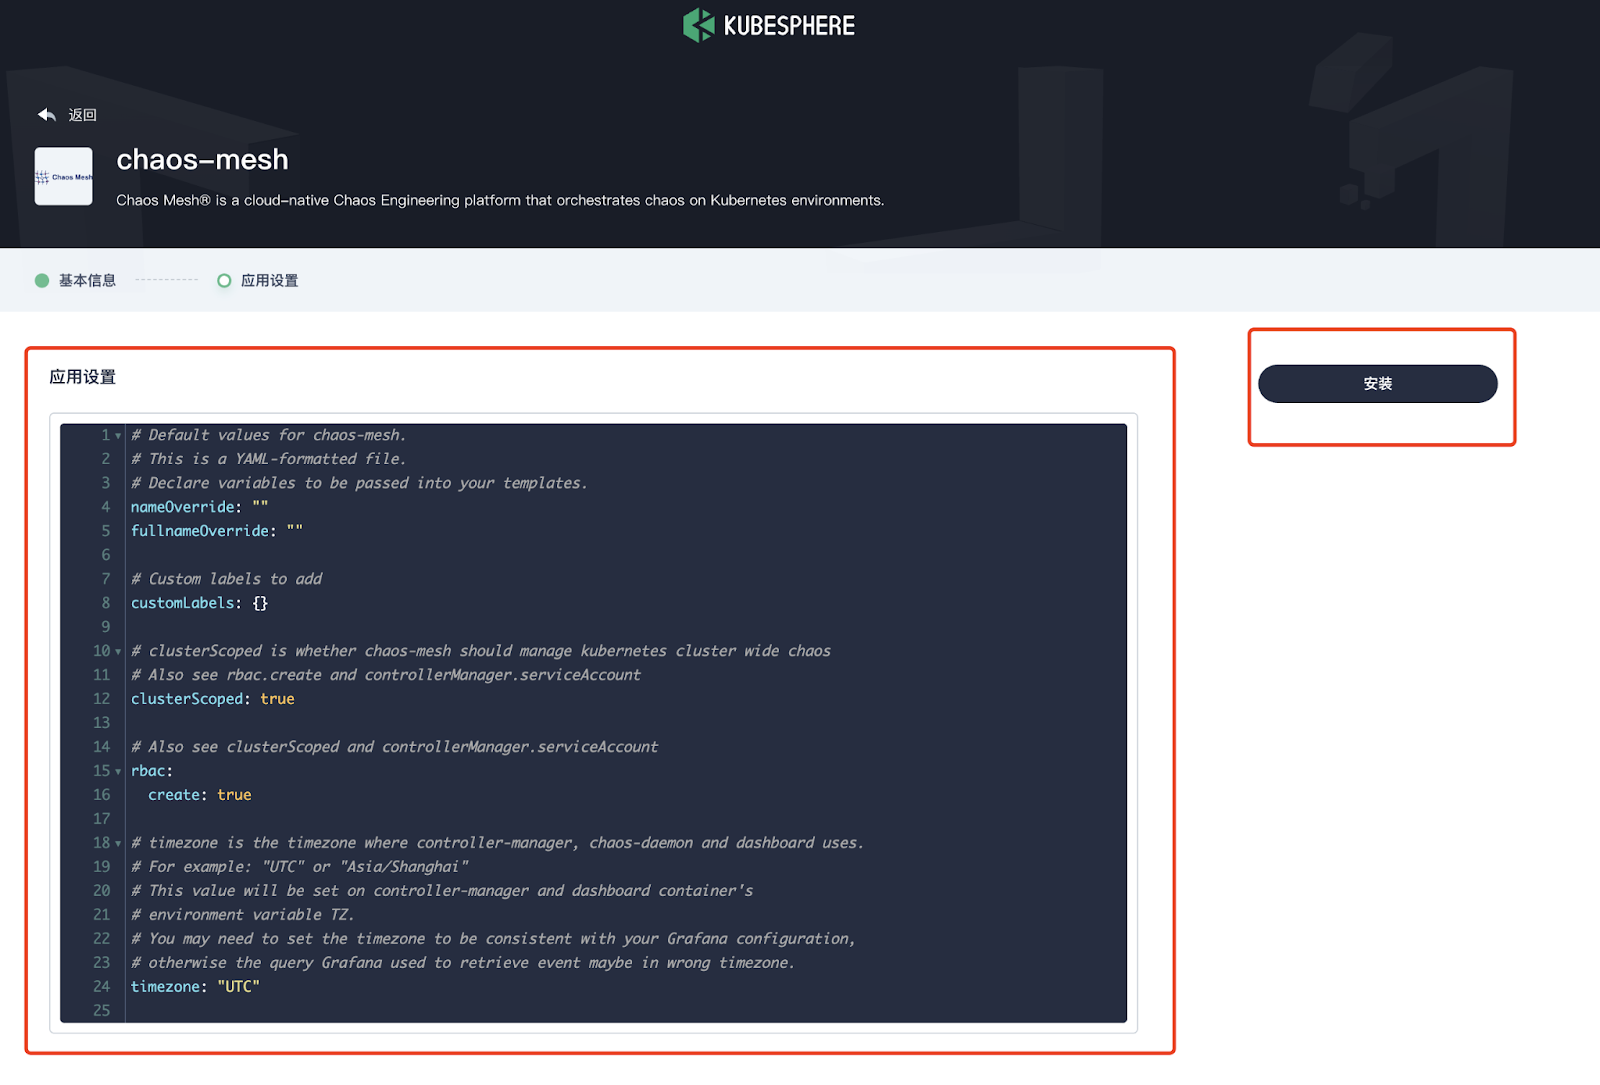 KUBESPHERE
返回
Chaos Mesh
chaos-mesh
Chaos Mesh® is a cloud-native Chaos Engineering platform that orchestrates chaos on Kubernetes environments.
基本信息 应用设置
应用设置
安装
1 # Default values for chaos-mesh.
2 # This is a YAML-formatted file.
3 # Declare variables to be passed into your templates.
4 nameOverride: ""
5 fullnameOverride: ""
6
7 # Custom labels to add
8 customLabels: {}
9
10 # clusterScoped is whether chaos-mesh should manage kubernetes cluster wide chaos
11 # Also see rbac.create and controllerManager.serviceAccount
12 clusterScoped: true
13
14 # Also see clusterScoped and controllerManager.serviceAccount
15 rbac:
16   create: true
17
18 # timezone is the timezone where controller-manager, chaos-daemon and dashboard uses.
19 # For example: "UTC" or "Asia/Shanghai"
20 # This value will be set on controller-manager and dashboard container's
21 # environment variable TZ.
22 # You may need to set the timezone to be consistent with your Grafana configuration,
23 # otherwise the query Grafana used to retrieve event maybe in wrong timezone.
24 timezone: "UTC"
25